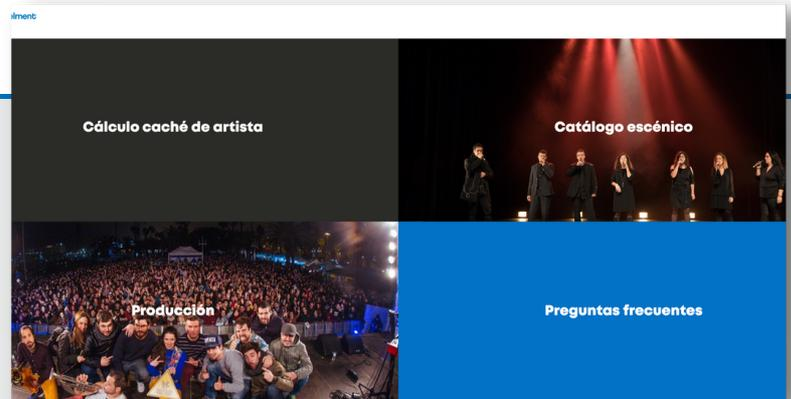 Cálculo caché de artista
Catálogo escénico
Producción
Preguntas frecuentes